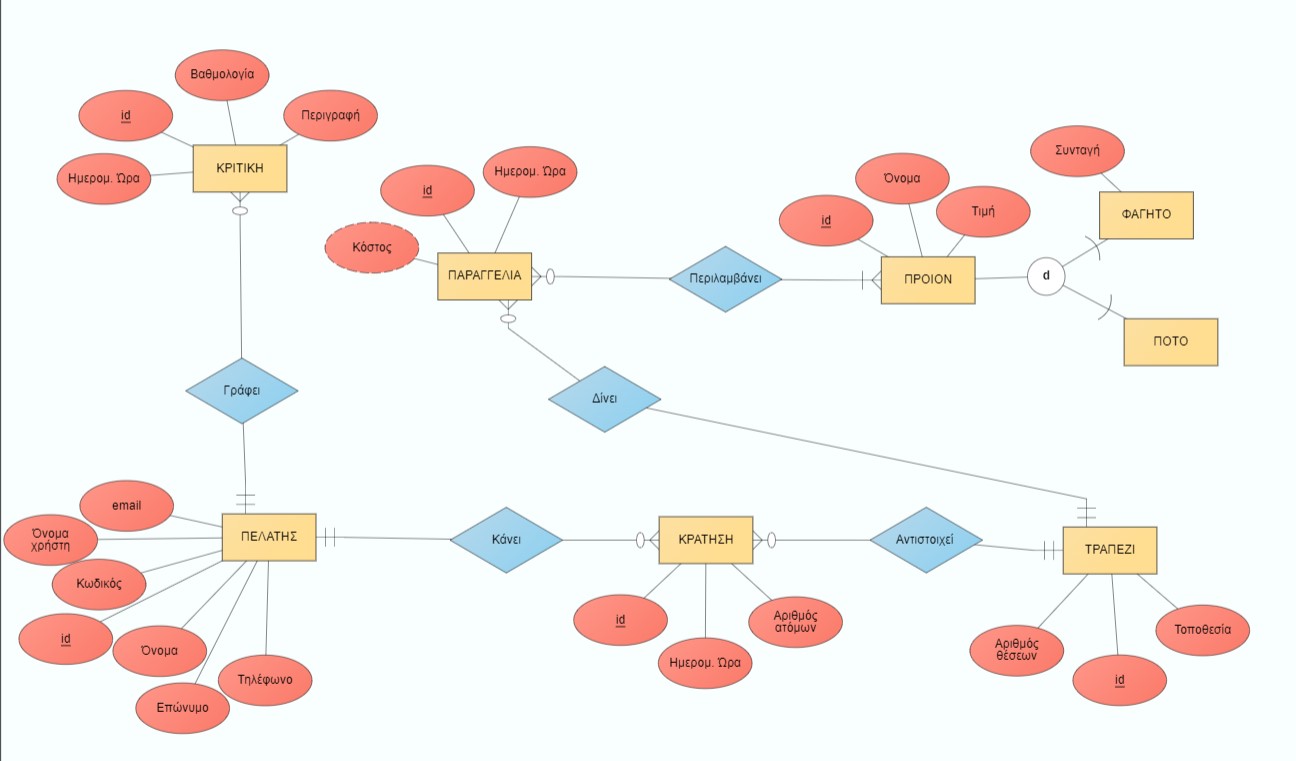 Βαθμολογία
id
Περιγραφή
Ημερομ. Ώρα
ΚΡΙΤΙΚΗ
Συνταγή
Ημερομ. Ώρα
id
Όνομα
Τιμή
id
ΦΑΓΗΤΟ
Κόστος
ΠΑΡΑΓΓΕΛΙΑ
Περιλαμβάνει
ΠΡΟΙΟΝ
d
ΠΟΤΟ
Γράφει
Δίνει
email
Όνομα
χρήστη
ΠΕΛΑΤΗΣ
Κάνει
ΚΡΑΤΗΣΗ
Αντιστοιχεί
ΤΡΑΠΕΖΙ
Κωδικός
id
Όνομα
Τηλέφωνο
Επώνυμο
id
Ημερομ. Ώρα
Αριθμός
ατόμων
Αριθμός
θέσεων
id
Τοποθεσία